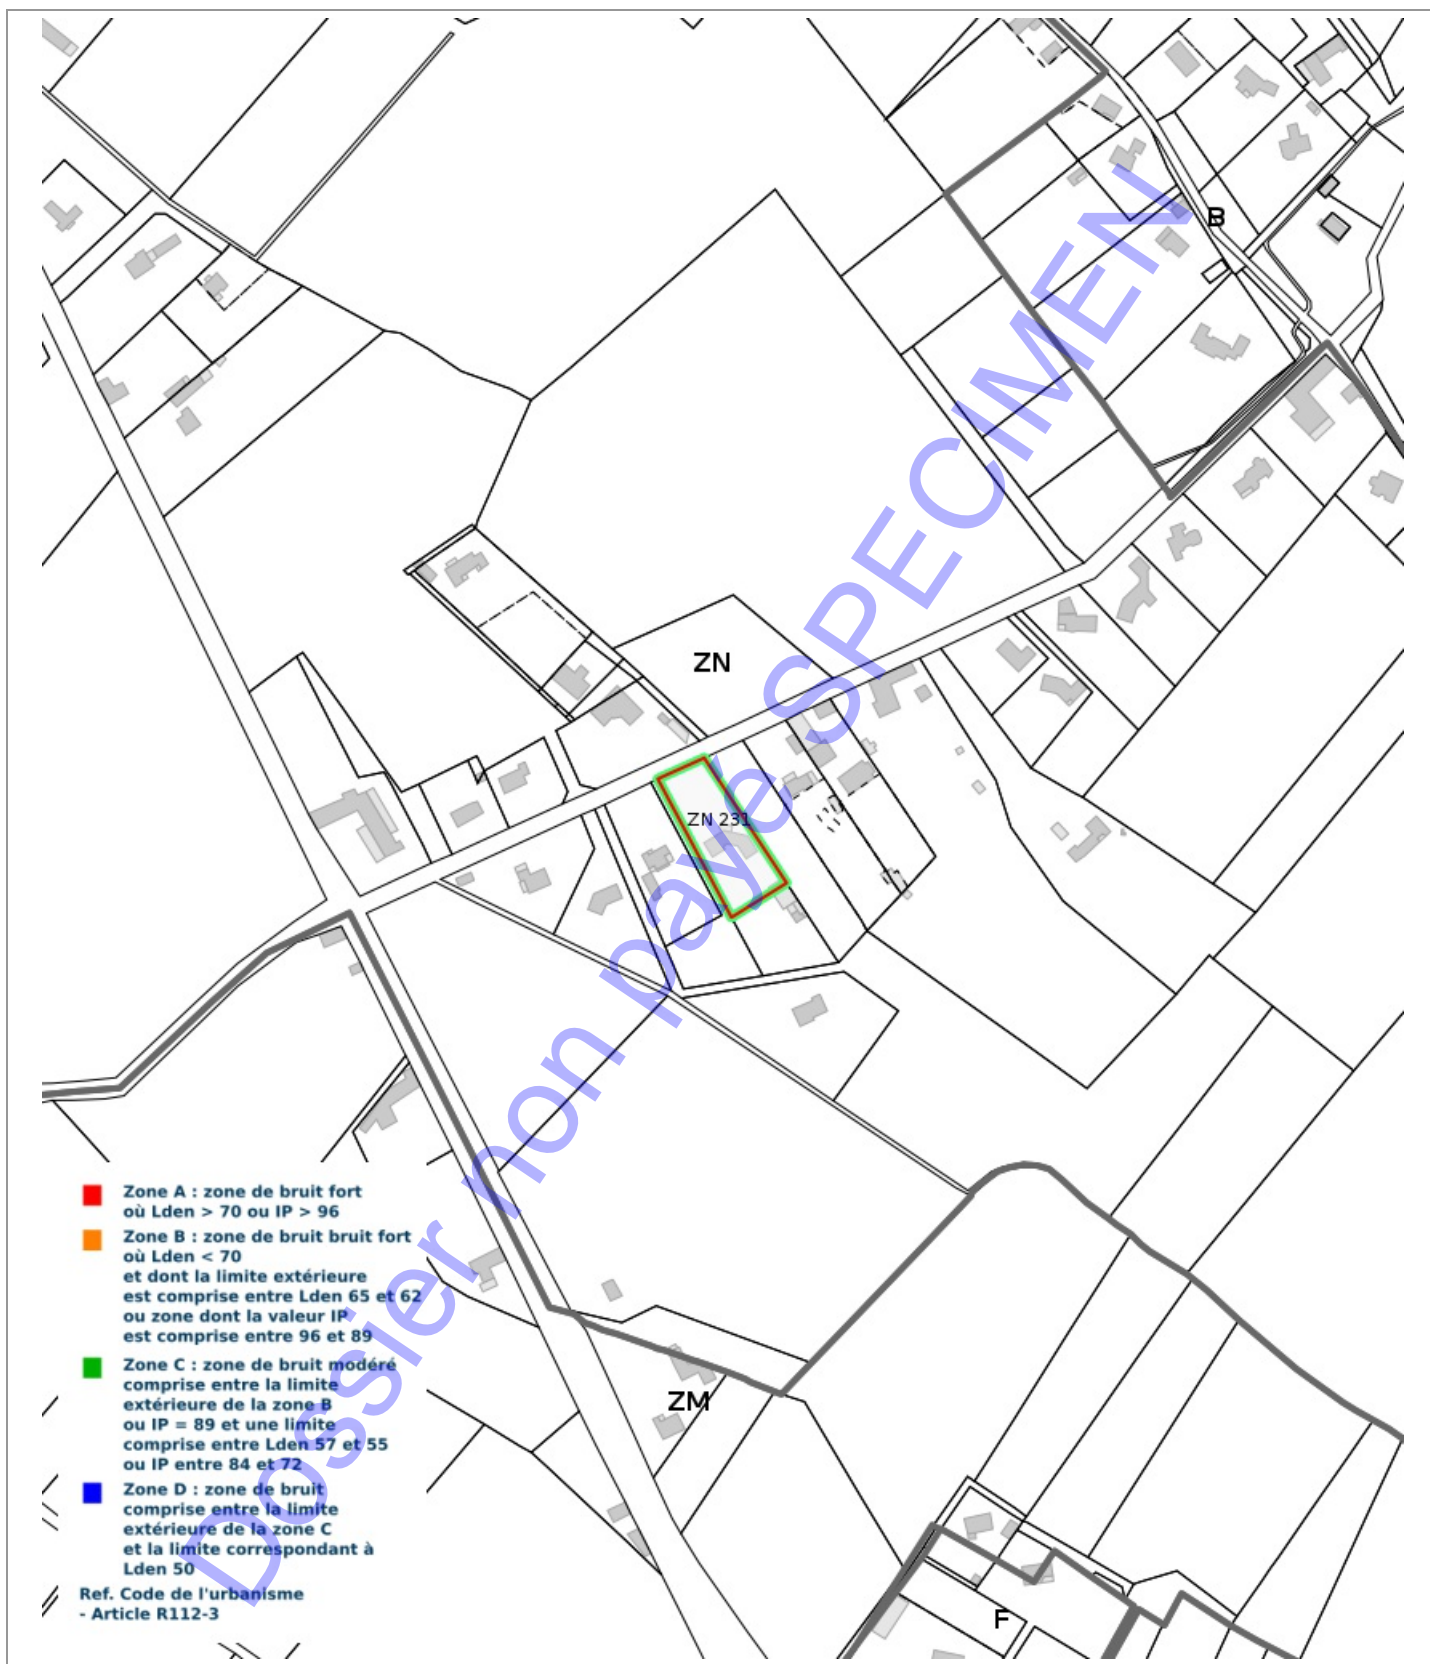 B
ZN
ZN 231
Dossier non payé SPECIMEN
Zone A : zone de bruit fort
où Lden > 70 ou IP > 96
Zone B : zone de bruit bruit fort
où Lden < 70
et dont la limite extérieure
est comprise entre Lden 65 et 62
ou zone dont la valeur IP
est comprise entre 96 et 89
Zone C : zone de bruit modéré
comprise entre la limite
extérieure de la zone B
ou IP = 89 et une limite
comprise entre Lden 57 et 55
ou IP entre 84 et 72
ZM
Zone D : zone de bruit
comprise entre la limite
extérieure de la zone C
et la limite correspondant à
Lden 50
Ref. Code de l'urbanisme
- Article R112-3
F